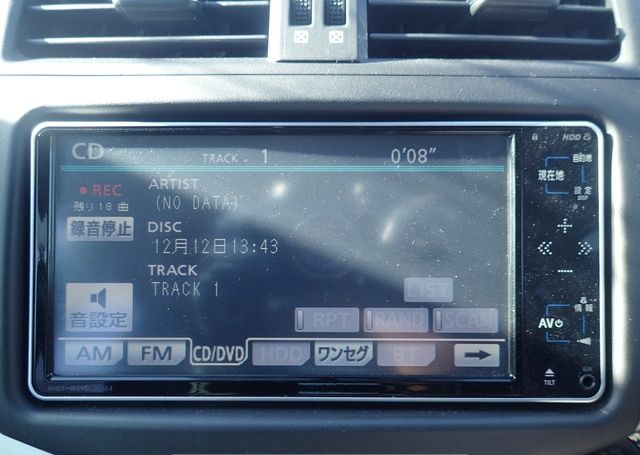 CD TRACK 1 0'08"
HDD
● REC
残り18曲
録音停止
ARTIST
(NO DATA)
DISC
12月12日13:43
TRACK
TRACK 1
音設定
LIST
RPT RAND SCAN
AM FM CD/DVD HDD ワンセグ BT
現在地
目的地
設定
DISP
情報
AV
TILT